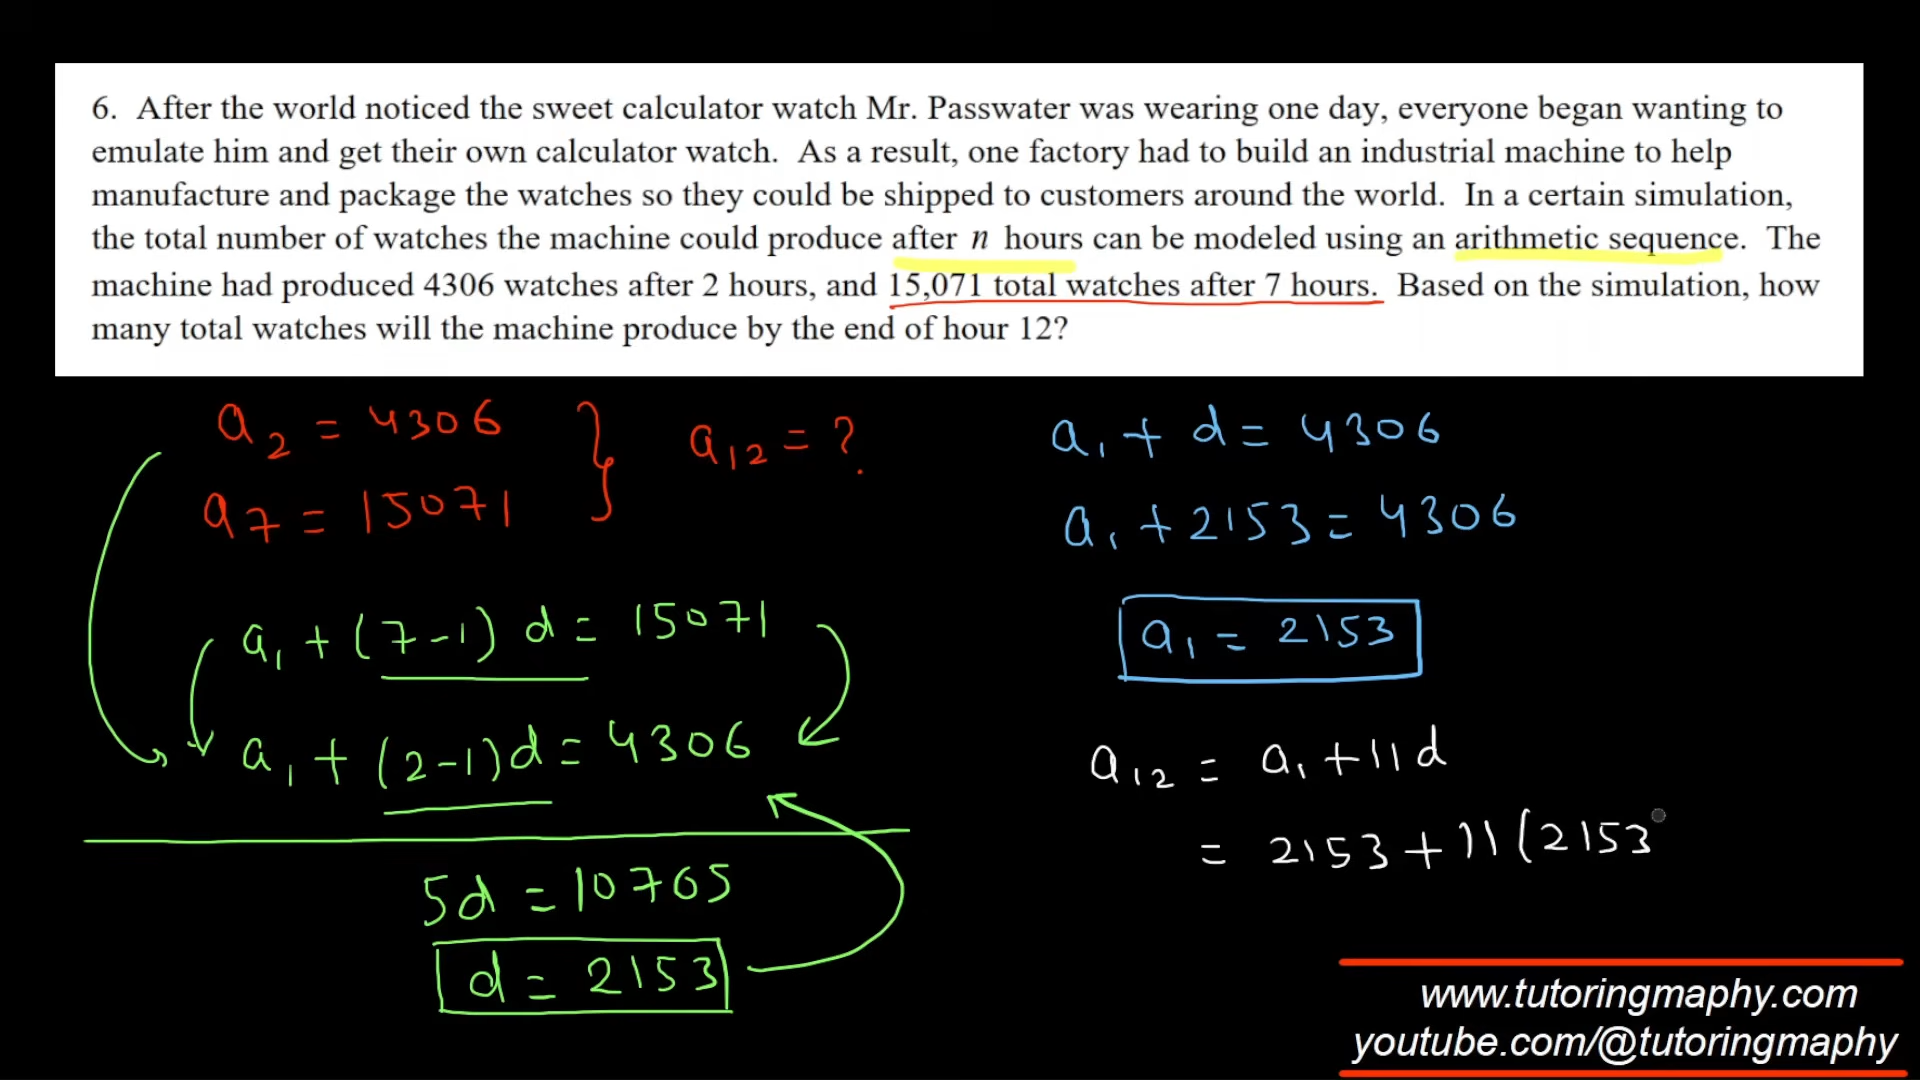 6. After the world noticed the sweet calculator watch Mr. Passwater was wearing one day, everyone began wanting to
emulate him and get their own calculator watch. As a result, one factory had to build an industrial machine to help
manufacture and package the watches so they could be shipped to customers around the world. In a certain simulation,
the total number of watches the machine could produce after n hours can be modeled using an arithmetic sequence. The
machine had produced 4306 watches after 2 hours, and 15,071 total watches after 7 hours. Based on the simulation, how
many total watches will the machine produce by the end of hour 12?
a₂ = 4306
a₇ = 15071
a₁₂ = ?
a₁ + (7-1) d = 15071
a₁ + (2-1)d = 4306
5d = 10765
d = 2153
a₁ + d = 4306
a₁ + 2153 = 4306
a₁ = 2153
a₁₂ = a₁ + 11d
= 2153 + 11(2153
www.tutoringmaphy.com
youtube.com/@tutoringmaphy